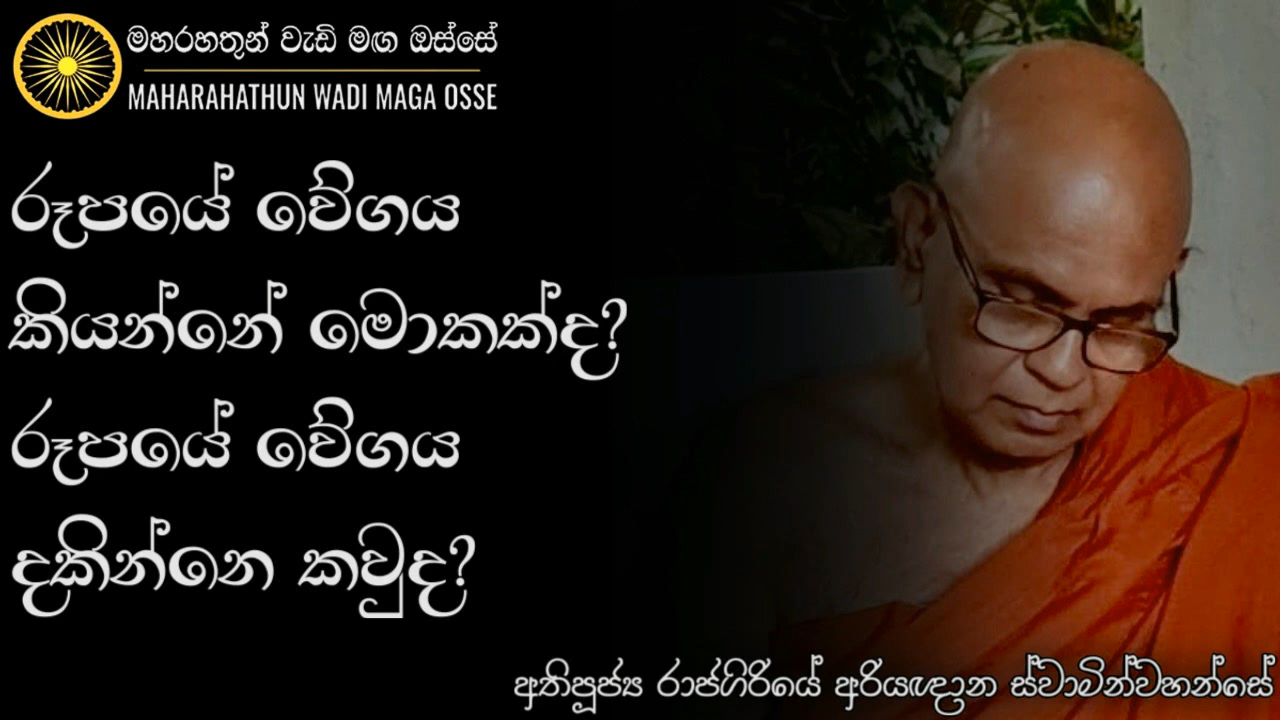 මහරහතුන් වැඩි මඟ ඔස්සේ
MAHARAHATHUN WADI MAGA OSSE
රූපයේ වේගය
කියන්නේ මොකක්ද?
රූපයේ වේගය
දකින්නෙ කවුද?
අතිපූජ්‍ය රාජගිරියේ අරියඥාන ස්වාමින්වහන්සේ